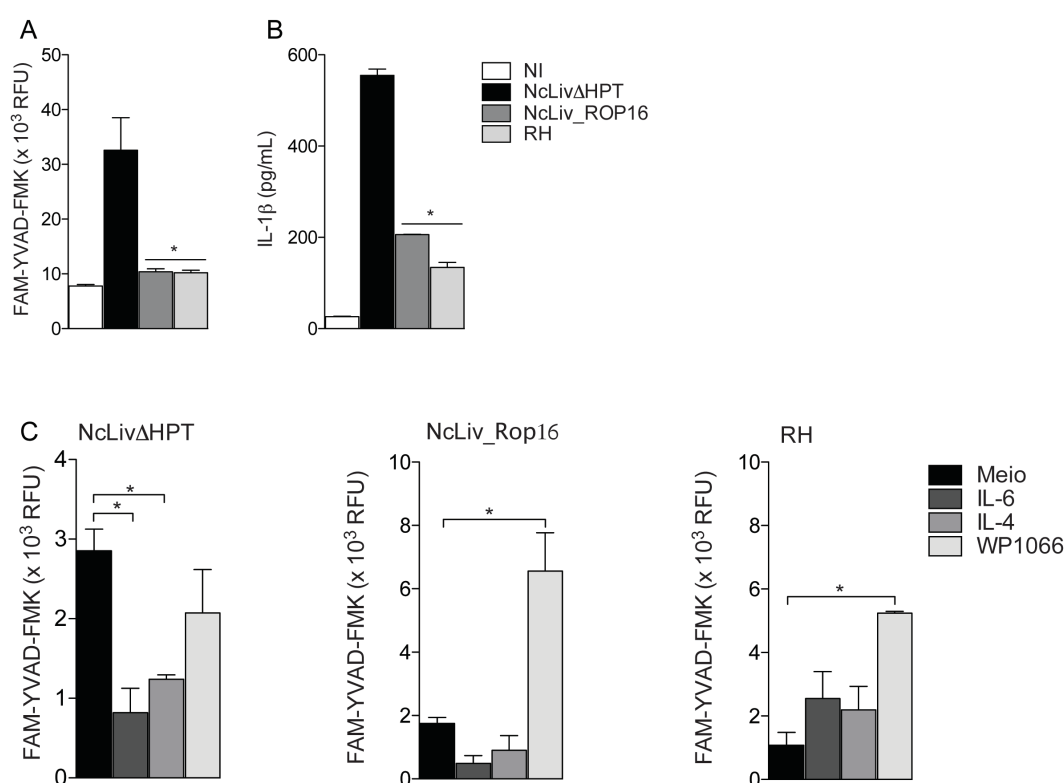 A
FAM-YVAD-FMK (x 10³ RFU)
50
40
30
20
10
0
*
B
IL-1β (pg/mL)
600
400
200
0
*
NI
NcLivΔHPT
NcLiv_ROP16
RH
C
NcLivΔHPT
FAM-YVAD-FMK (x 10³ RFU)
4
3
2
1
0
*
*
NcLiv_Rop16
FAM-YVAD-FMK (x 10³ RFU)
10
8
6
4
2
0
*
RH
FAM-YVAD-FMK (x 10³ RFU)
10
8
6
4
2
0
*
Meio
IL-6
IL-4
WP1066